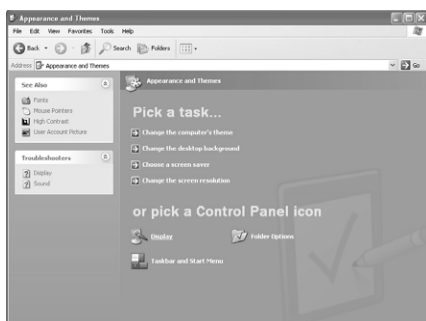 Appearance and Themes
File Edit View Favorites Tools Help
Back Search Folders
Address Appearance and Themes Go
See Also
Fonts
Mouse Pointers
High Contrast
User Account Picture
Troubleshooters
Display
Sound
Appearance and Themes
Pick a task...
Change the computer's theme
Change the desktop background
Choose a screen saver
Change the screen resolution
or pick a Control Panel icon
Display Folder Options
Taskbar and Start Menu